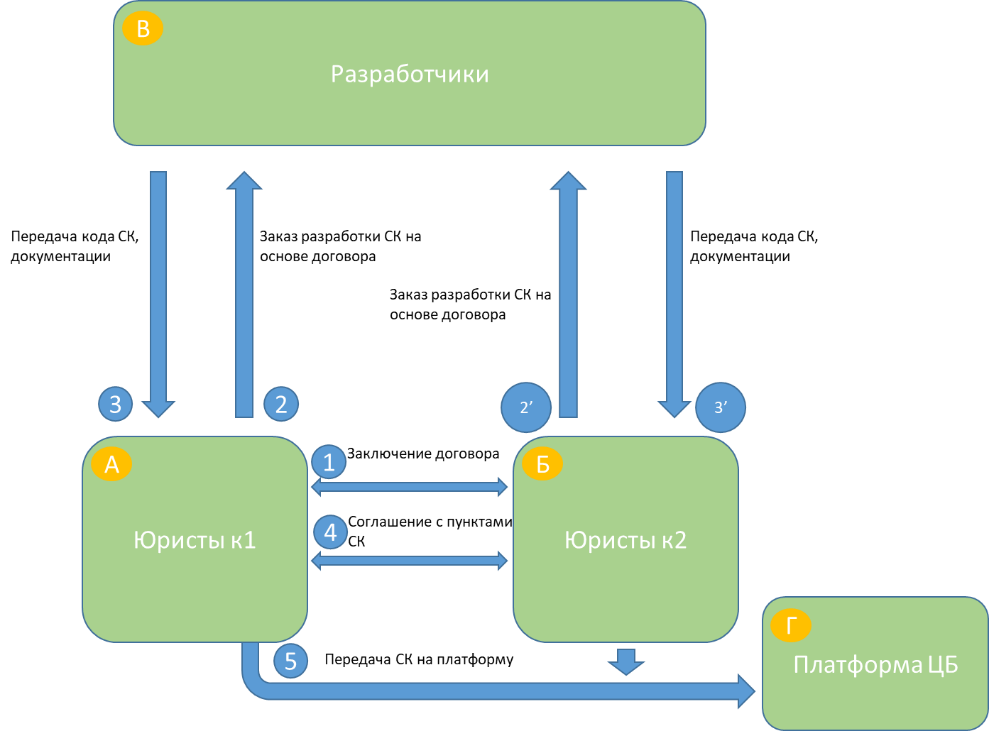 В
Разработчики
Передача кода СК,
документации
Заказ разработки СК на
основе договора
Заказ разработки СК на
основе договора
Передача кода СК,
документации
3
2
2’
3’
А
Юристы к1
1
Заключение договора
4
Соглашение с пунктами
СК
Б
Юристы к2
5
Передача СК на платформу
Г
Платформа ЦБ